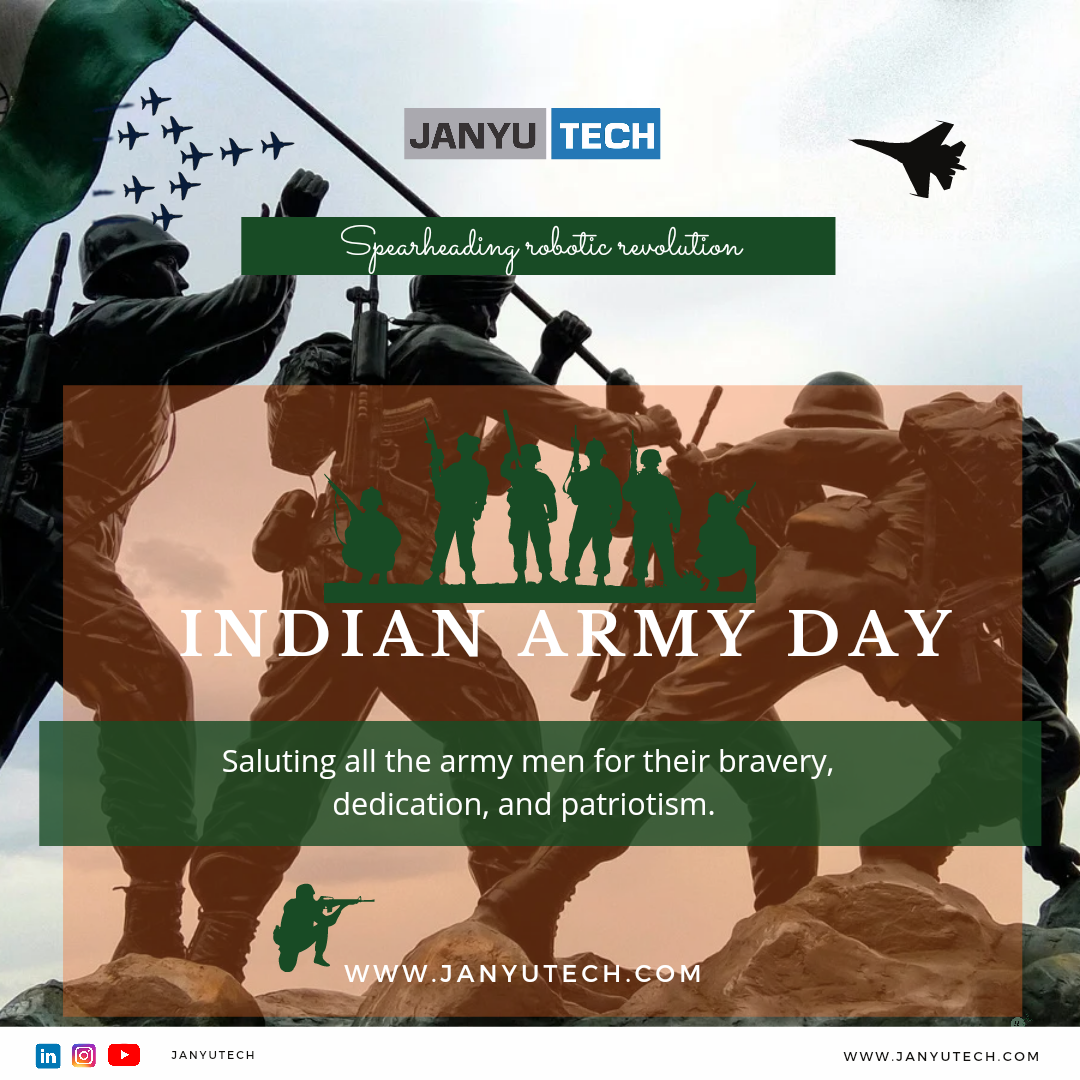 JANYU TECH
Spearheading robotic revolution
INDIAN ARMY DAY
Saluting all the army men for their bravery,
dedication, and patriotism.
WWW.JANYUTECH.COM
in
JANYUTECH
WWW.JANYUTECH.COM